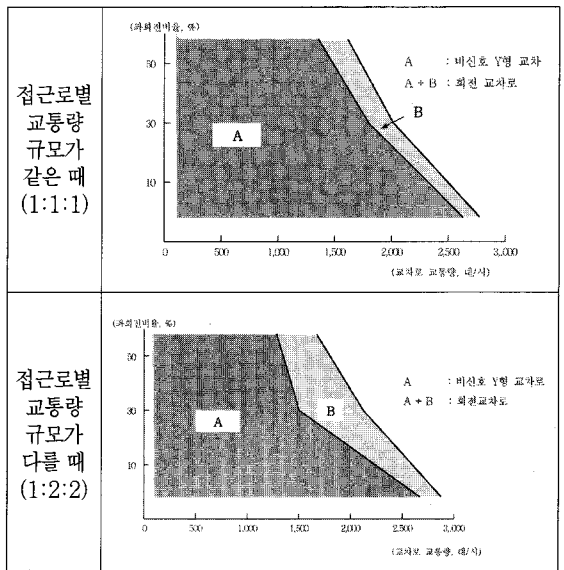 접근로별
교통량
규모가
같은 때
(1:1:1)
(좌회전비율, %)
50
30
10
A
B
A : 비신호 Y형 교차
A + B : 회전 교차로
0 500 1,000 1,500 2,000 2,500 3,000
(교차로 교통량, 대/시)
접근로별
교통량
규모가
다를 때
(1:2:2)
(좌회전비율, %)
50
30
10
A
B
A : 비신호 Y형 교차로
A + B : 회전교차로
0 500 1,000 1,500 2,000 2,500 3,000
(교차로 교통량, 대/시)